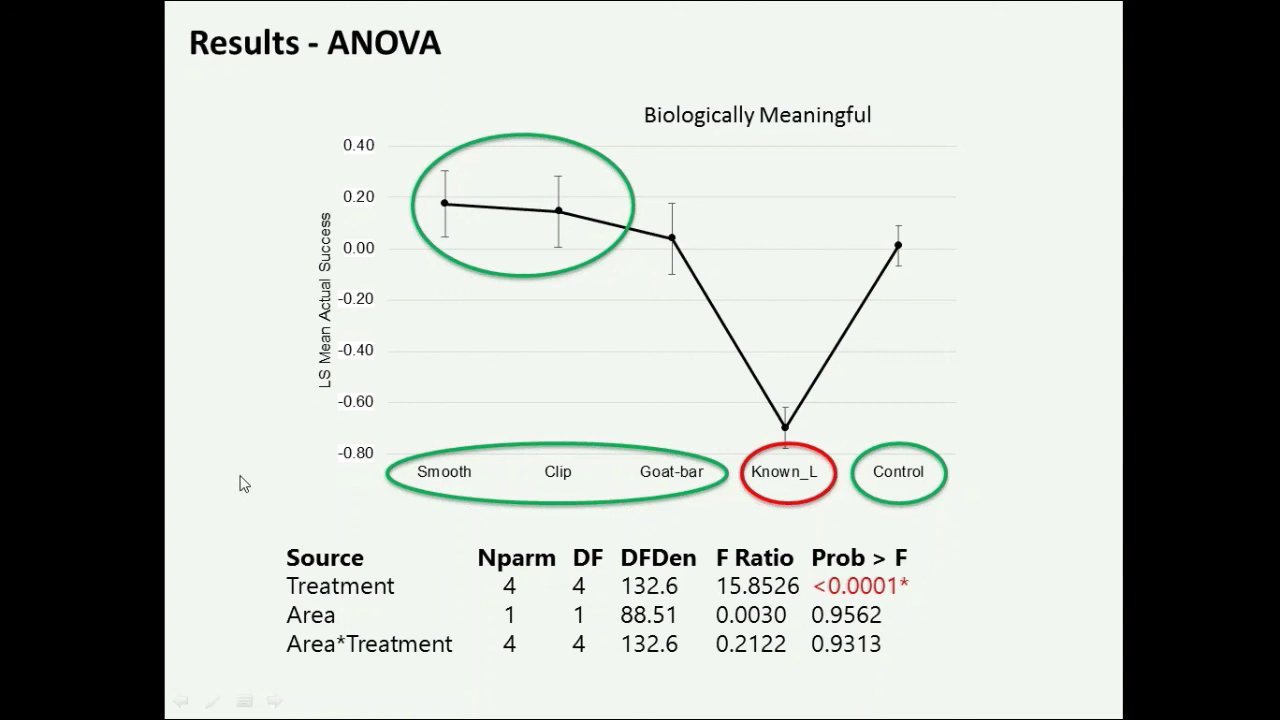 Results - ANOVA
Biologically Meaningful
0.40
0.20
0.00
-0.20
-0.40
-0.60
-0.80
LS Mean Actual Success
Smooth Clip Goat-bar Known_L Control
Source Nparm DF DFDen F Ratio Prob > F
Treatment 4 4 132.6 15.8526 <0.0001*
Area 1 1 88.51 0.0030 0.9562
Area*Treatment 4 4 132.6 0.2122 0.9313